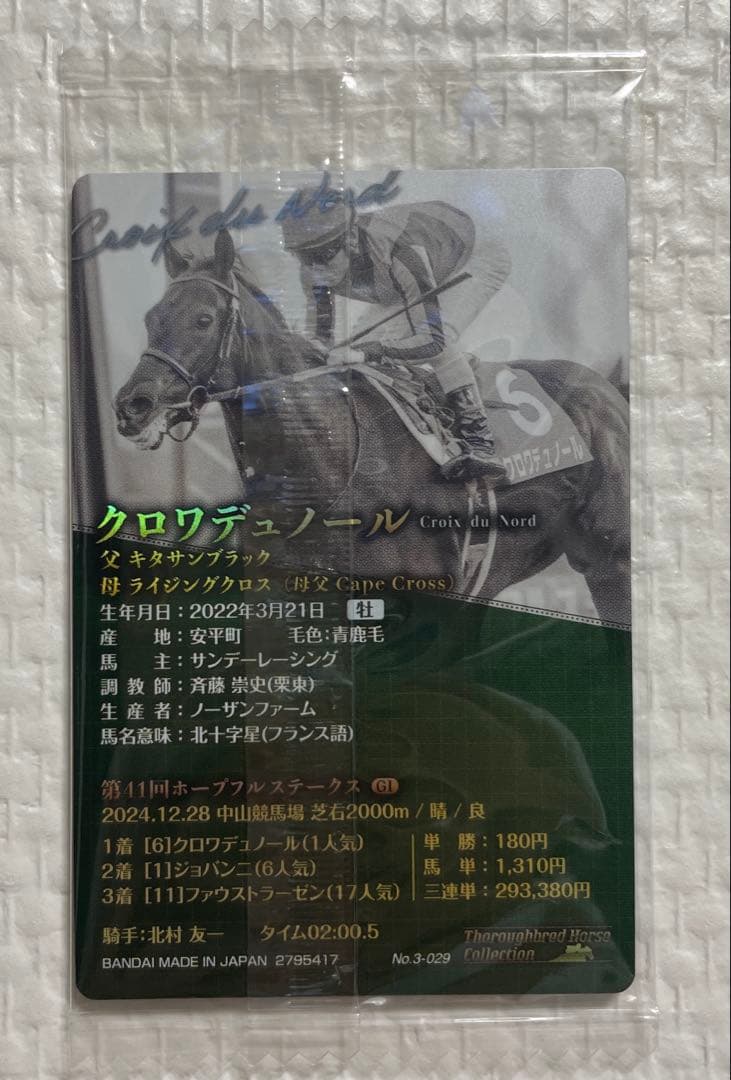 Croix du Nord
6
クロワデュノール
クロワデュノール Croix du Nord
父 キタサンブラック
母 ライジングクロス（母父 Cape Cross）
生年月日：2022年3月21日 牡
産　　地：安平町　　毛色：青鹿毛
馬　　主：サンデーレーシング
調 教 師：斉藤 崇史(栗東)
生 産 者：ノーザンファーム
馬名意味：北十字星(フランス語)
第41回ホープフルステークス GI
2024.12.28 中山競馬場 芝右2000m / 晴 / 良
1着 [6]クロワデュノール(1人気) 単　勝：180円
2着 [1]ジョバンニ(6人気) 馬　単：1,310円
3着 [11]ファウストラーゼン(17人気) 三連単：293,380円
騎手：北村 友一　タイム02:00.5
Thoroughbred Horse
Collection
BANDAI MADE IN JAPAN 2795417 No.3-029